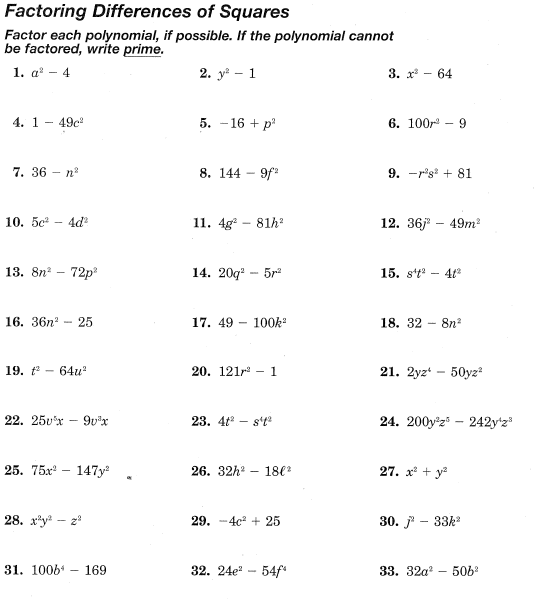 Factoring Differences of Squares
Factor each polynomial, if possible. If the polynomial cannot
be factored, write prime.
1. a² − 4 2. y² − 1 3. x² − 64
4. 1 − 49c² 5. −16 + p² 6. 100r² − 9
7. 36 − n² 8. 144 − 9f² 9. −r²s² + 81
10. 5c² − 4d² 11. 4g² − 81h² 12. 36j² − 49m²
13. 8n² − 72p² 14. 20q² − 5r² 15. s⁴t² − 4t²
16. 36n² − 25 17. 49 − 100k² 18. 32 − 8n²
19. t² − 64u² 20. 121r² − 1 21. 2yz⁴ − 50yz²
22. 25v⁵x − 9v³x 23. 4t² − s⁴t² 24. 200y²z⁵ − 242y⁴z³
25. 75x² − 147y² 26. 32h² − 18ℓ² 27. x² + y²
28. x²y² − z² 29. −4c² + 25 30. j² − 33k²
31. 100b⁴ − 169 32. 24e² − 54f⁴ 33. 32a² − 50b²